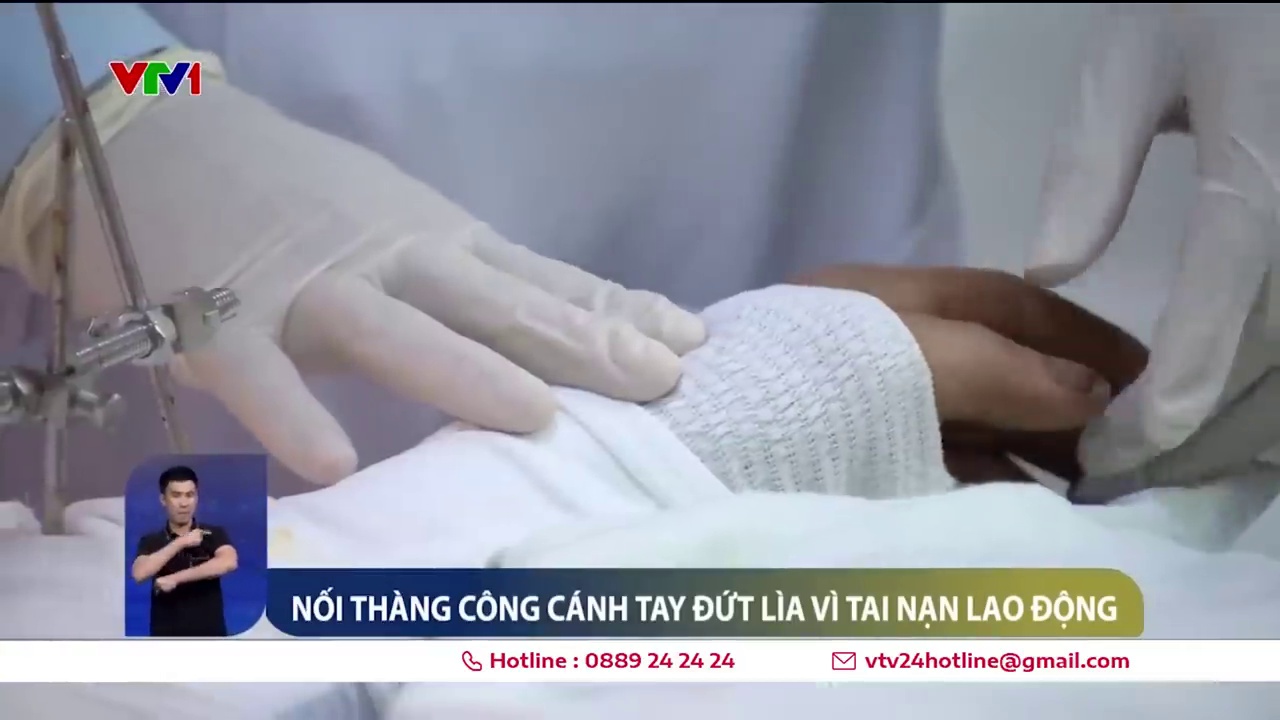 VTV1
NỐI THÀNH CÔNG CÁNH TAY ĐỨT LÌA VÌ TAI NẠN LAO ĐỘNG
Hotline : 0889 24 24 24
vtv24hotline@gmail.com